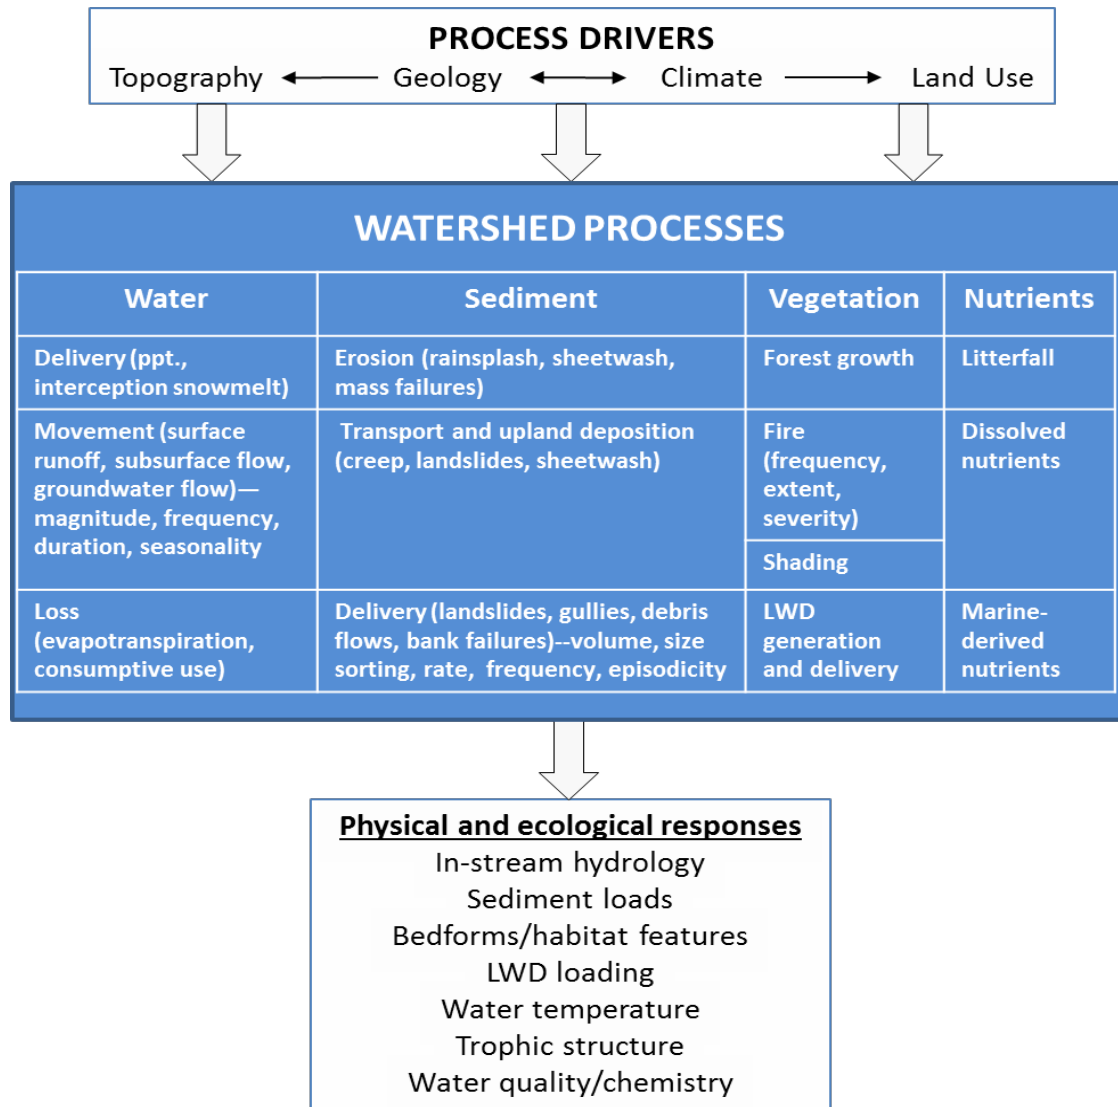 PROCESS DRIVERS
Topography Geology Climate Land Use
WATERSHED PROCESSES
Water Sediment Vegetation Nutrients
Delivery (ppt.,
interception snowmelt)
Erosion (rainsplash, sheetwash,
mass failures)
Forest growth
Litterfall
Movement (surface
runoff, subsurface flow,
groundwater flow)—
magnitude, frequency,
duration, seasonality
Transport and upland deposition
(creep, landslides, sheetwash)
Fire
(frequency,
extent,
severity)
Shading
Dissolved
nutrients
Loss
(evapotranspiration,
consumptive use)
Delivery (landslides, gullies, debris
flows, bank failures)--volume, size
sorting, rate, frequency, episodicity
LWD
generation
and delivery
Marine-
derived
nutrients
Physical and ecological responses
In-stream hydrology
Sediment loads
Bedforms/habitat features
LWD loading
Water temperature
Trophic structure
Water quality/chemistry